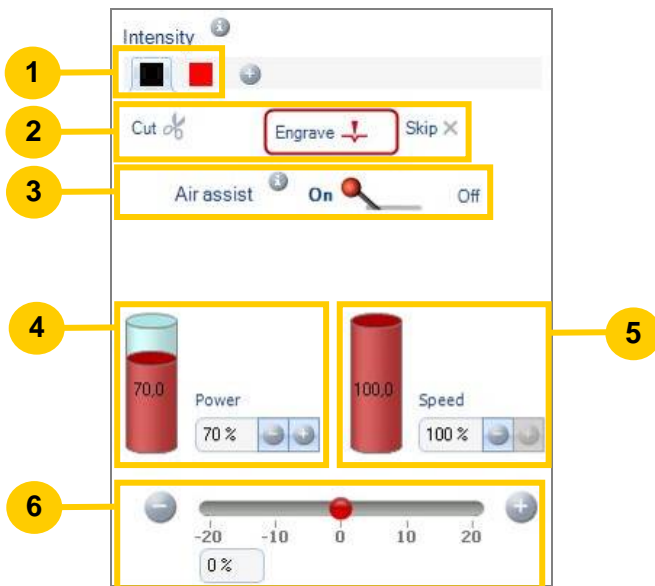 Intensity
1
2
Cut Engrave Skip
3
Air assist On Off
4
5
70,0
Power
70 %
100,0
Speed
100 %
6
-20 -10 0 10 20
0 %